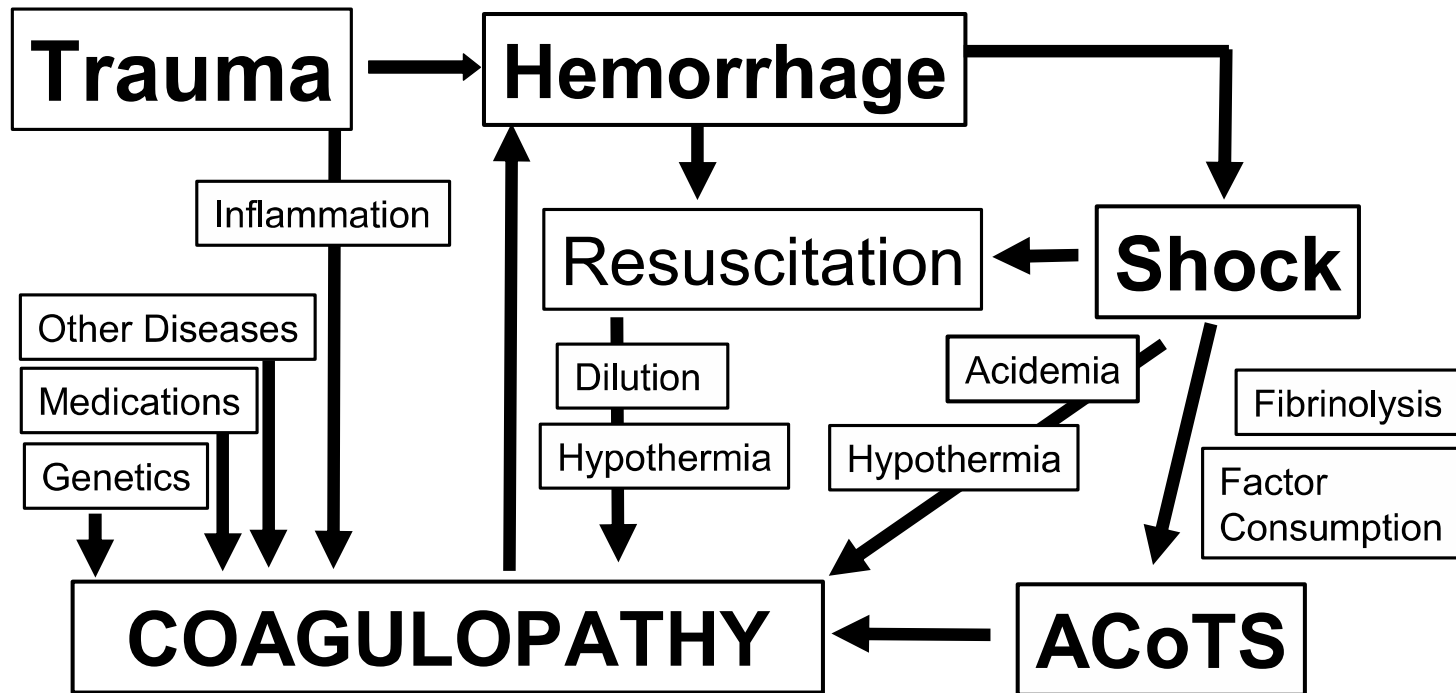 Trauma
Hemorrhage
Inflammation
Resuscitation
Shock
Other Diseases
Medications
Genetics
Dilution
Hypothermia
Acidemia
Hypothermia
Fibrinolysis
Factor
Consumption
COAGULOPATHY
ACoTS